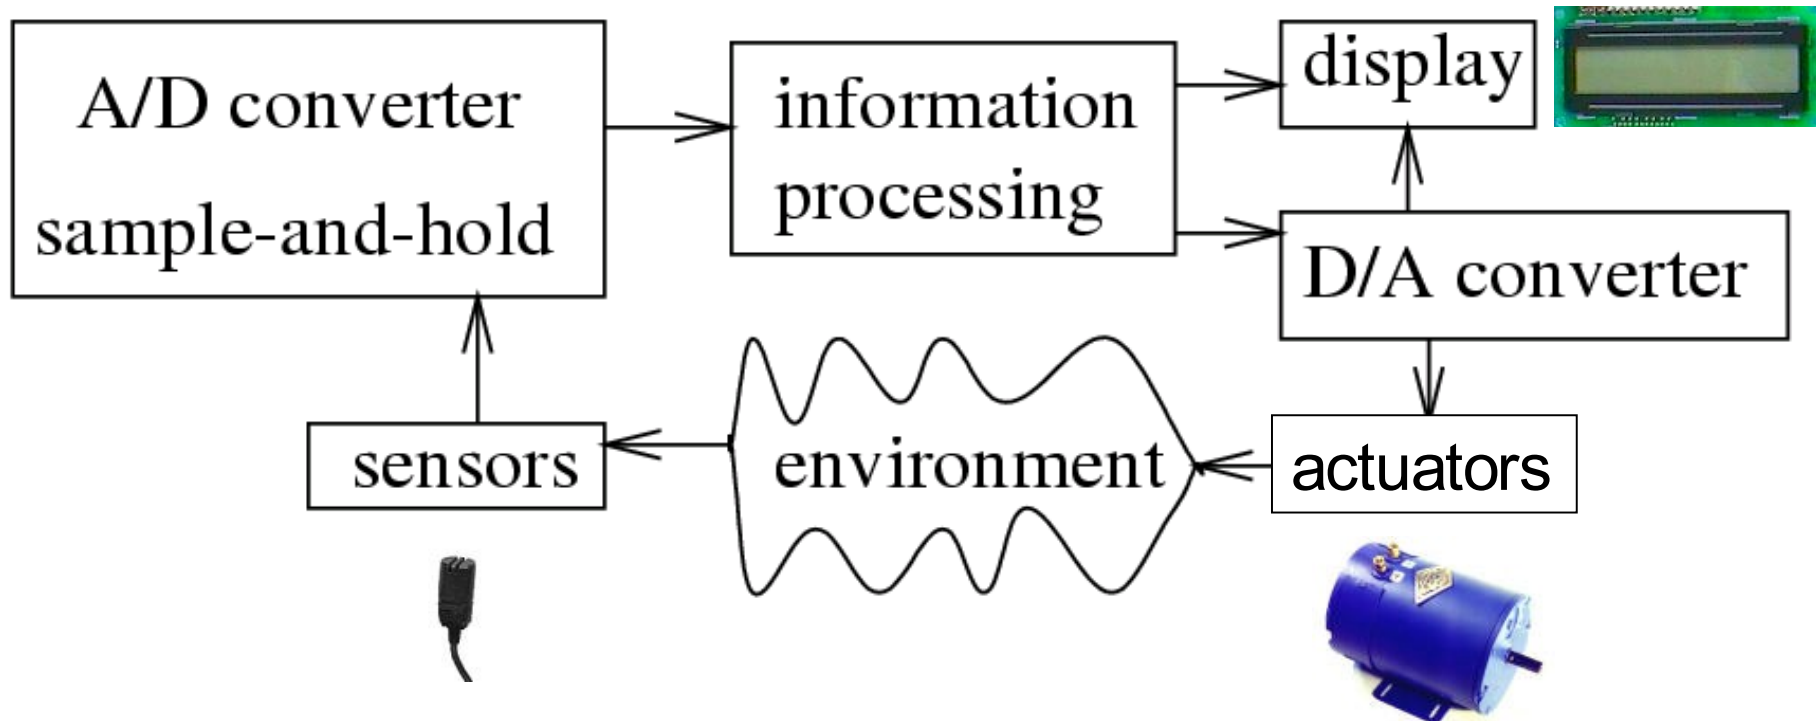 A/D converter
sample-and-hold
information
processing
display
D/A converter
sensors
environment
actuators